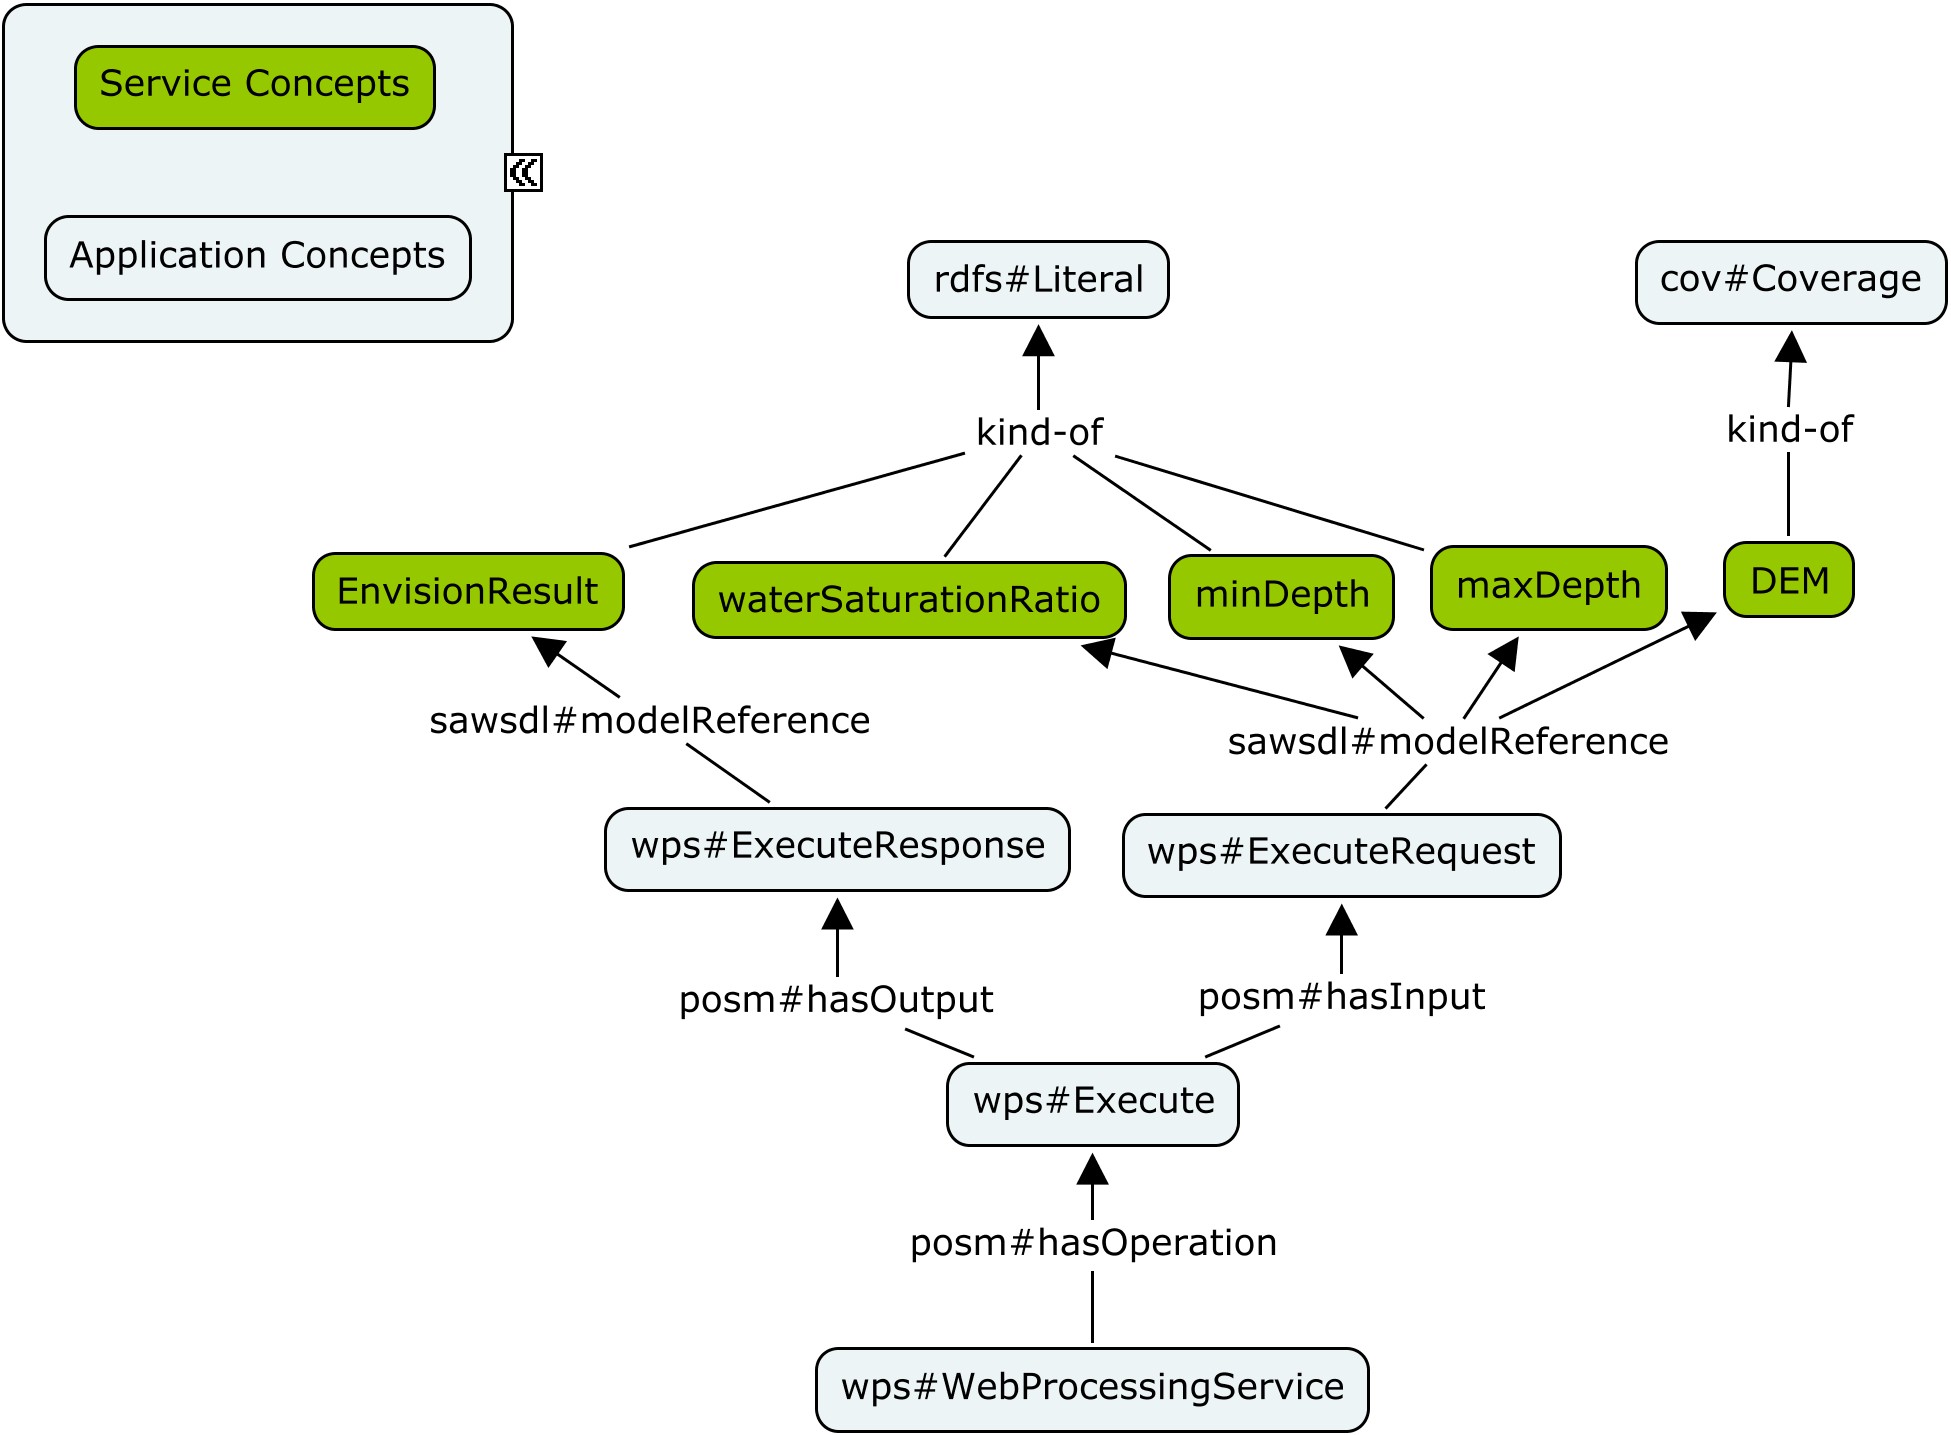 Service Concepts
Application Concepts
rdfs#Literal
cov#Coverage
kind-of
kind-of
EnvisionResult
waterSaturationRatio
minDepth
maxDepth
DEM
sawsdl#modelReference
sawsdl#modelReference
wps#ExecuteResponse
wps#ExecuteRequest
posm#hasOutput
posm#hasInput
wps#Execute
posm#hasOperation
wps#WebProcessingService